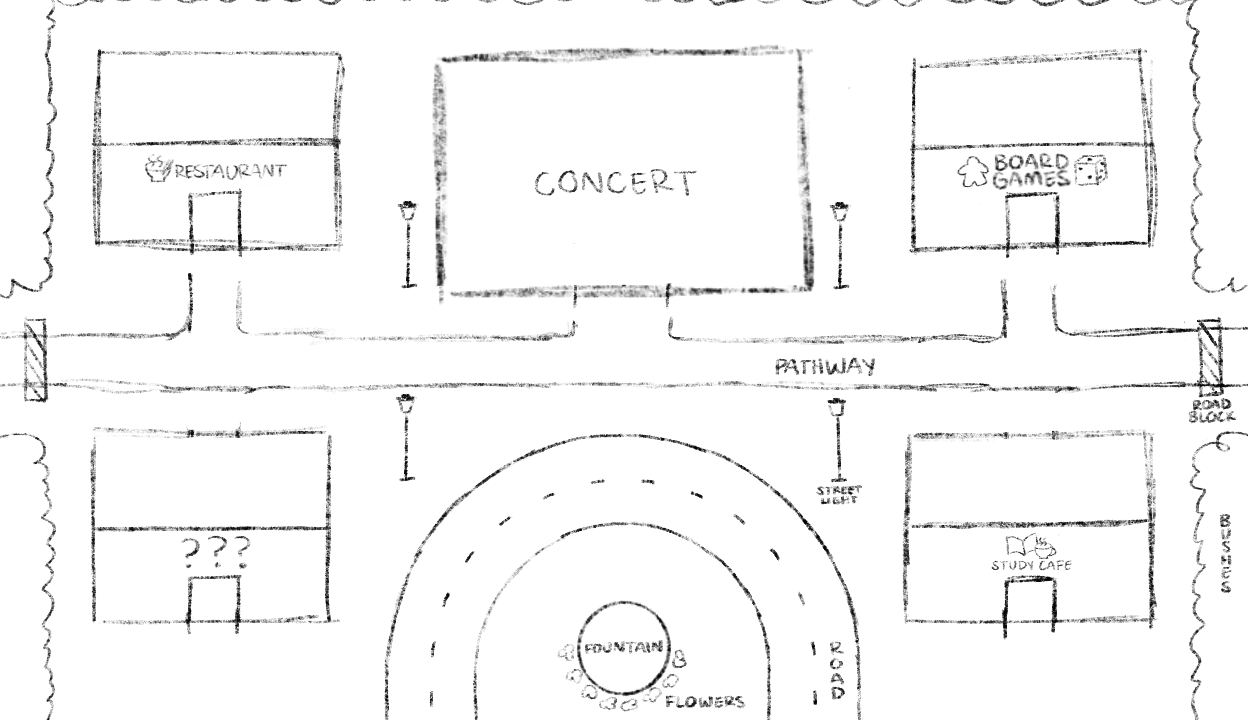 RESTAURANT
CONCERT
BOARD
GAMES
PATHWAY
ROAD
BLOCK
STREET
LIGHT
???
STUDY CAFE
BUSHES
FOUNTAIN
ROAD
FLOWERS